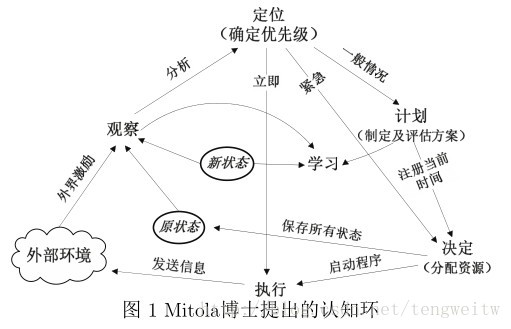 定位
（确定优先级）
分析
立即
紧急
一般情况
观察
计划
（制定及评估方案）
新状态
学习
外界激励
注册当前
时间
原状态
保存所有状态
外部环境
决定
（分配资源）
发送信息
启动程序
执行
图 1 Mitola博士提出的认知环
net/tengweitw